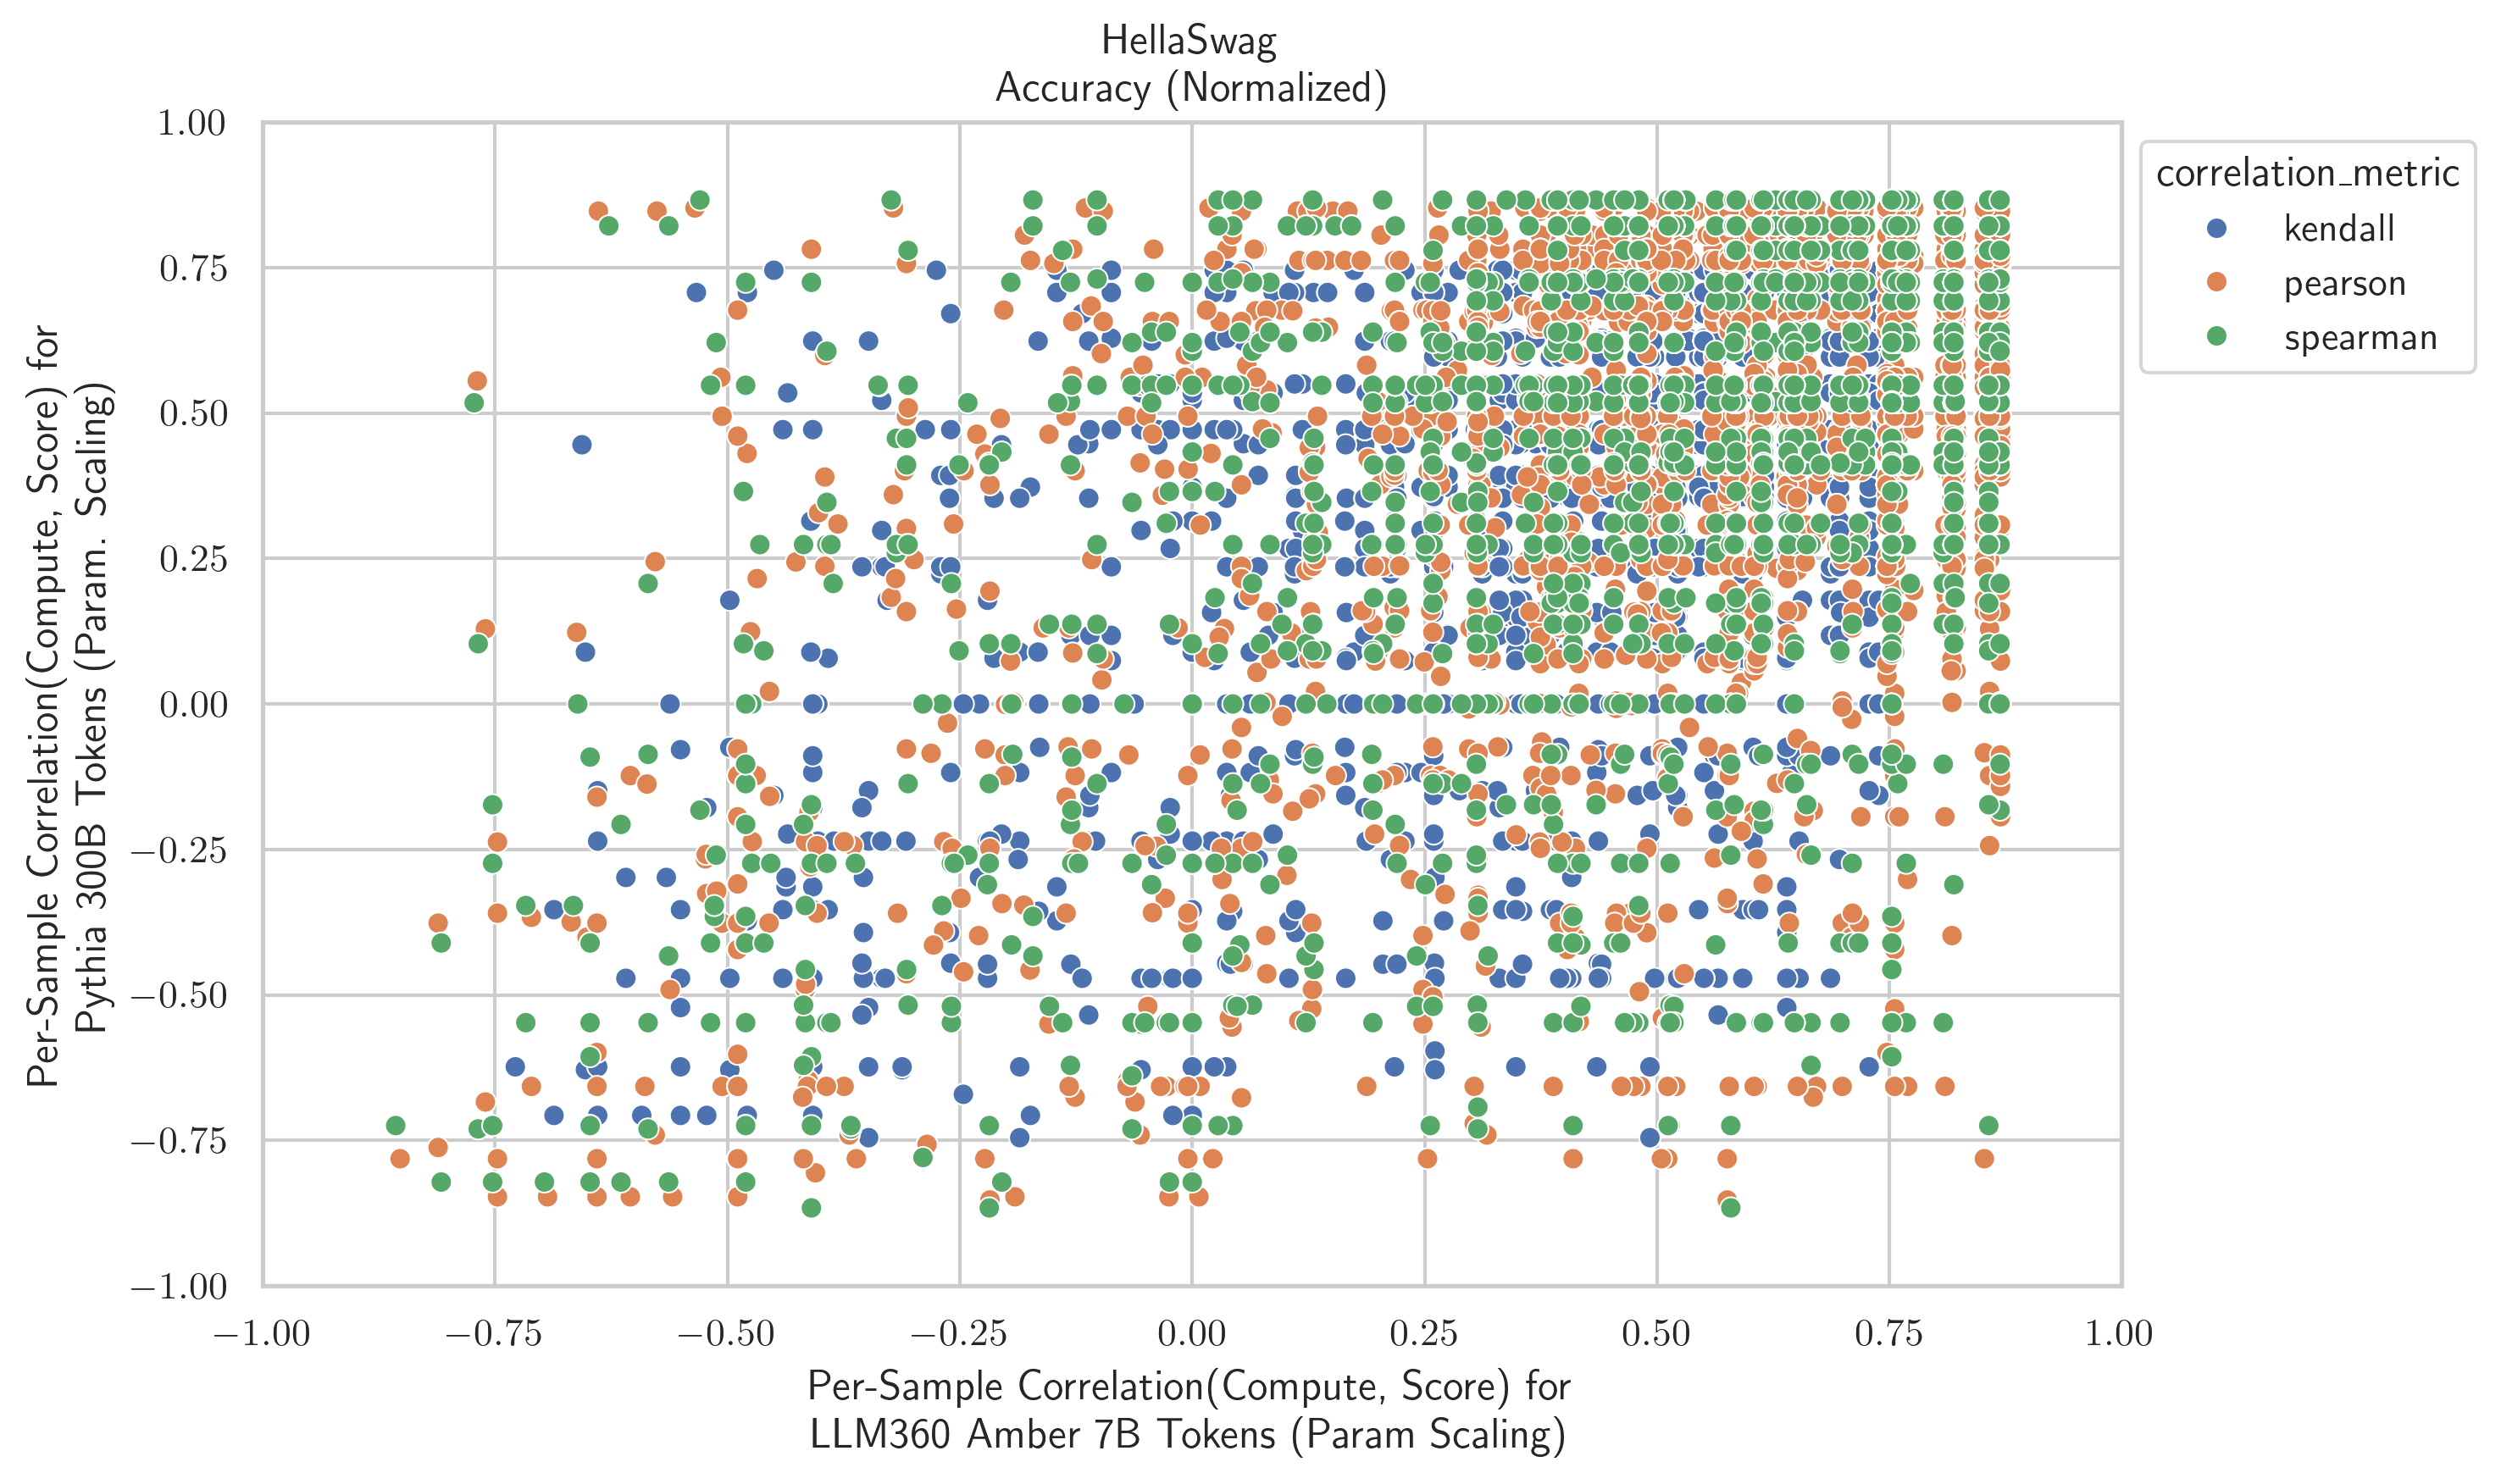 HellaSwag
Accuracy (Normalized)
Per-Sample Correlation(Compute, Score) for
Pythia 300B Tokens (Param. Scaling)
1.00
0.75
0.50
0.25
0.00
−0.25
−0.50
−0.75
−1.00
−1.00
−0.75
−0.50
−0.25
0.00
0.25
0.50
0.75
1.00
Per-Sample Correlation(Compute, Score) for
LLM360 Amber 7B Tokens (Param Scaling)
correlation_metric
kendall
pearson
spearman